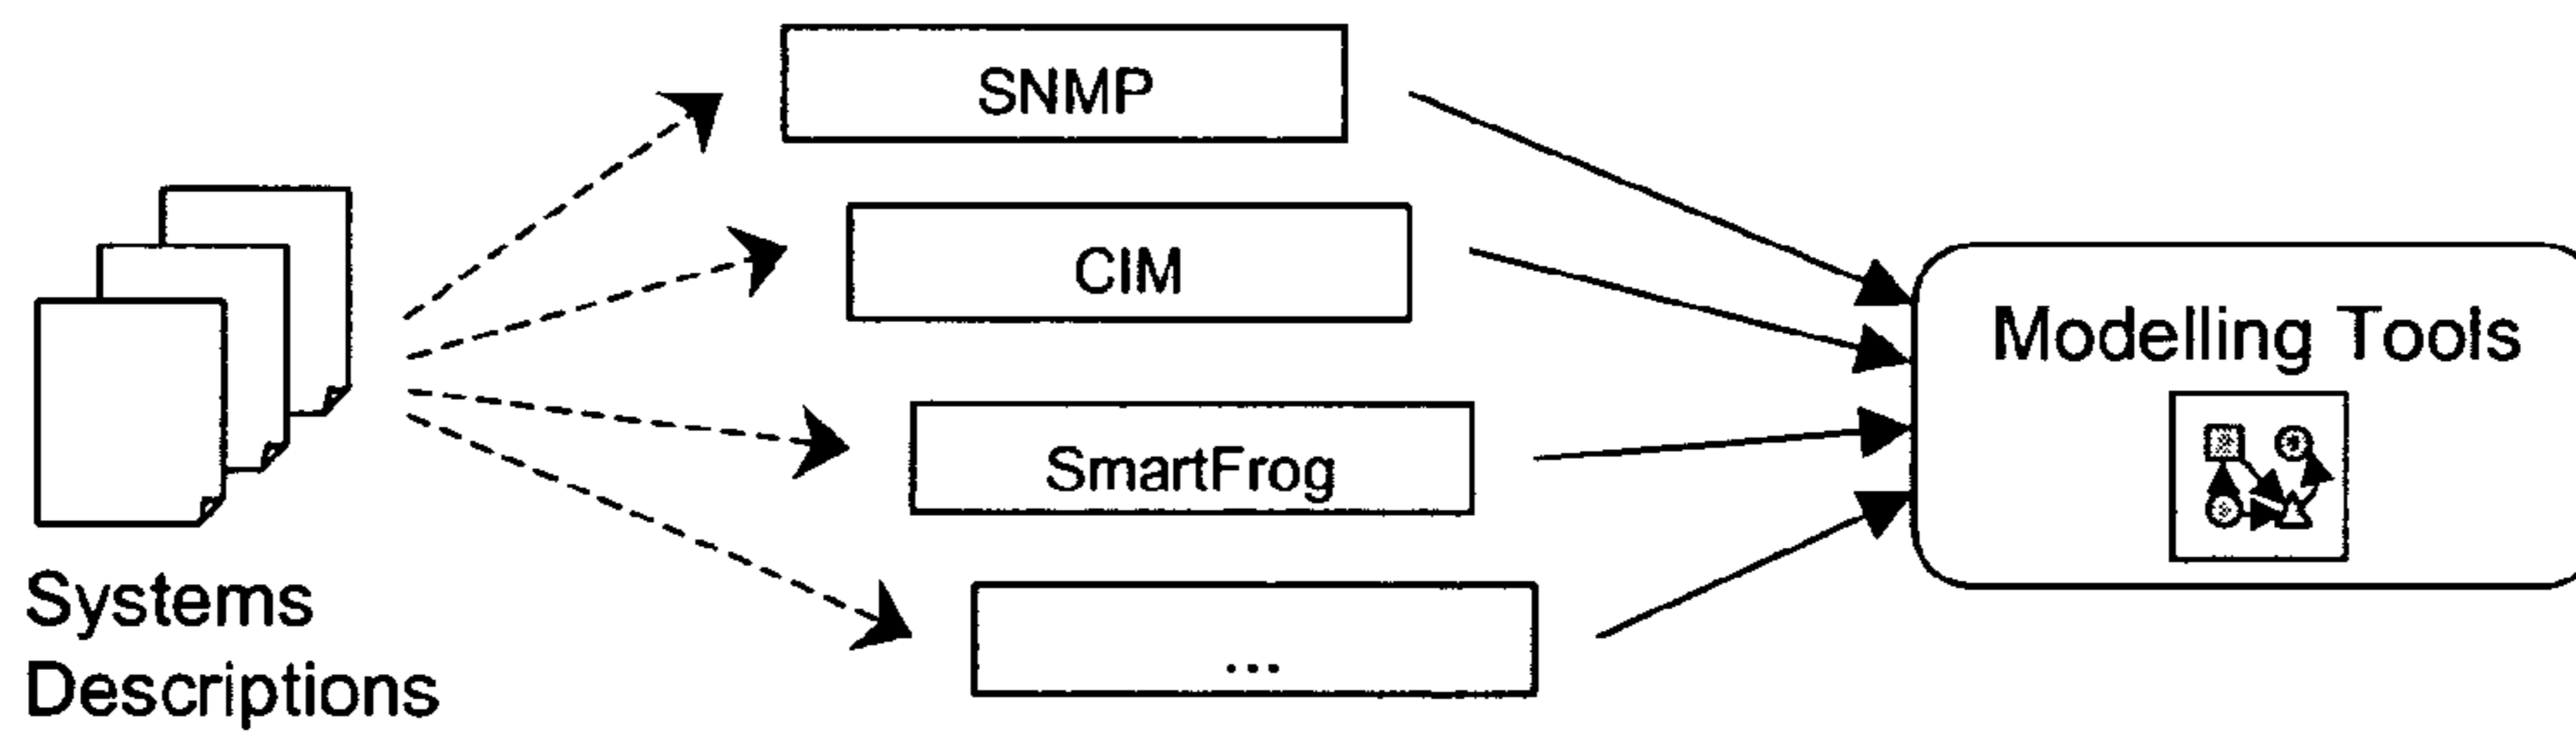 SNMP
CIM
SmartFrog
...
Systems
Descriptions
Modelling Tools